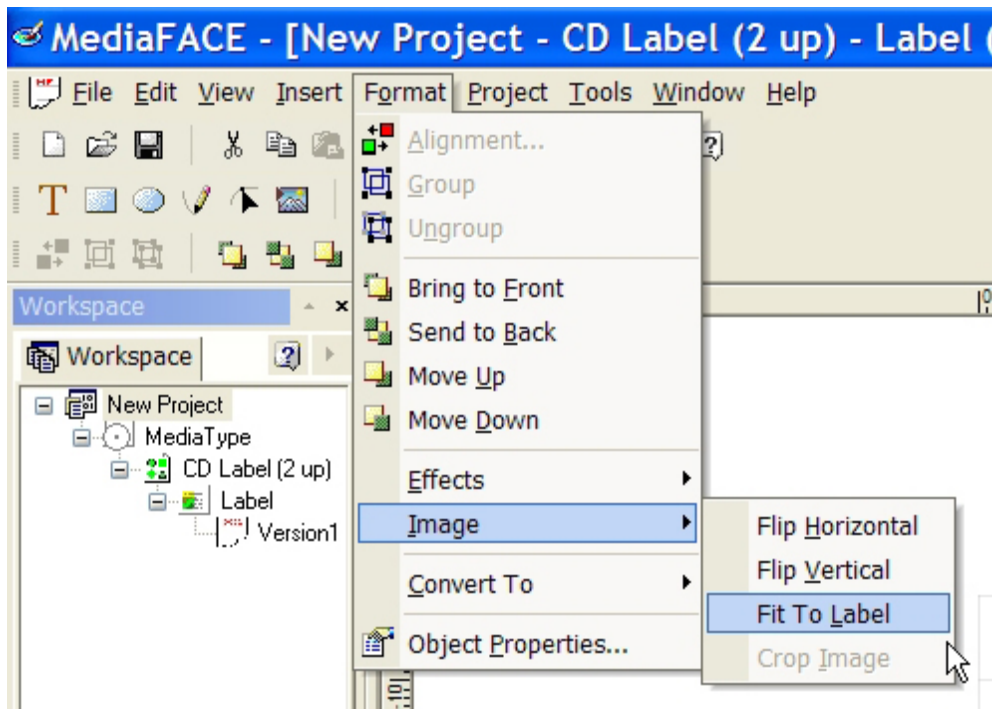 MediaFACE - [New Project - CD Label (2 up) - Label (
File Edit View Insert Format Project Tools Window Help
Alignment...
Group
Ungroup
Bring to Front
Send to Back
Move Up
Move Down
Effects
Image
Convert To
Object Properties...
Flip Horizontal
Flip Vertical
Fit To Label
Crop Image
Workspace
Workspace
New Project
MediaType
CD Label (2 up)
Label
Version1